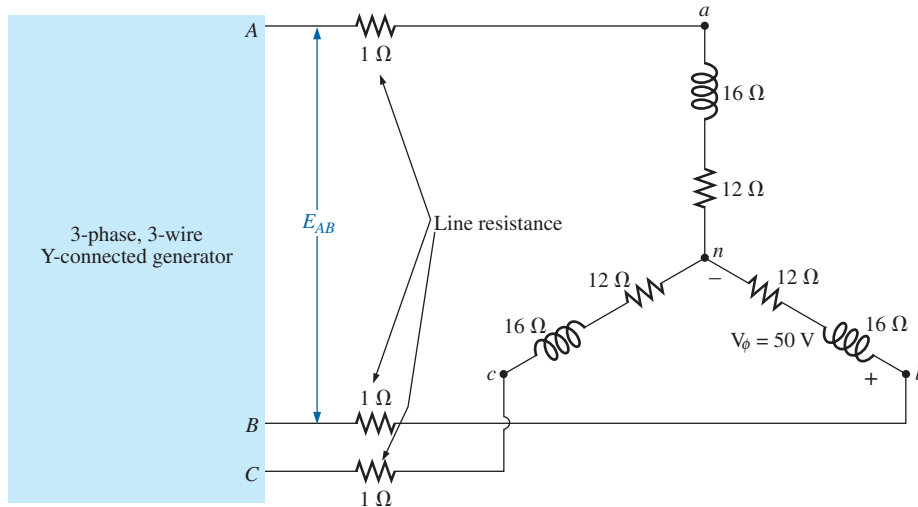 A
1 Ω
a
16 Ω
12 Ω
E_AB
3-phase, 3-wire
Y-connected generator
Line resistance
n
−
12 Ω
12 Ω
16 Ω
16 Ω
V_ϕ = 50 V
c
+
1 Ω
B
C
1 Ω